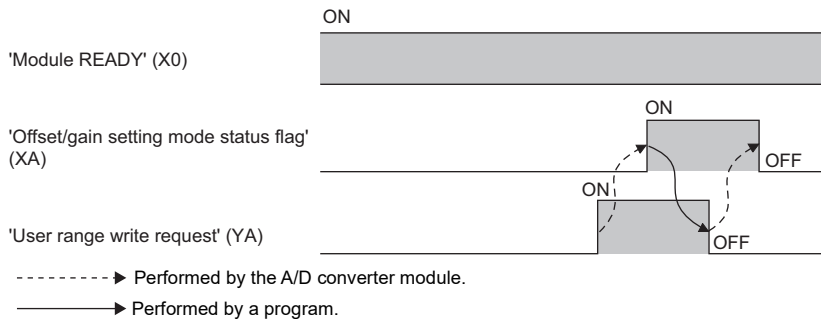 ON
'Module READY' (X0)
ON
'Offset/gain setting mode status flag'
(XA)
OFF
ON
'User range write request' (YA)
OFF
Performed by the A/D converter module.
Performed by a program.